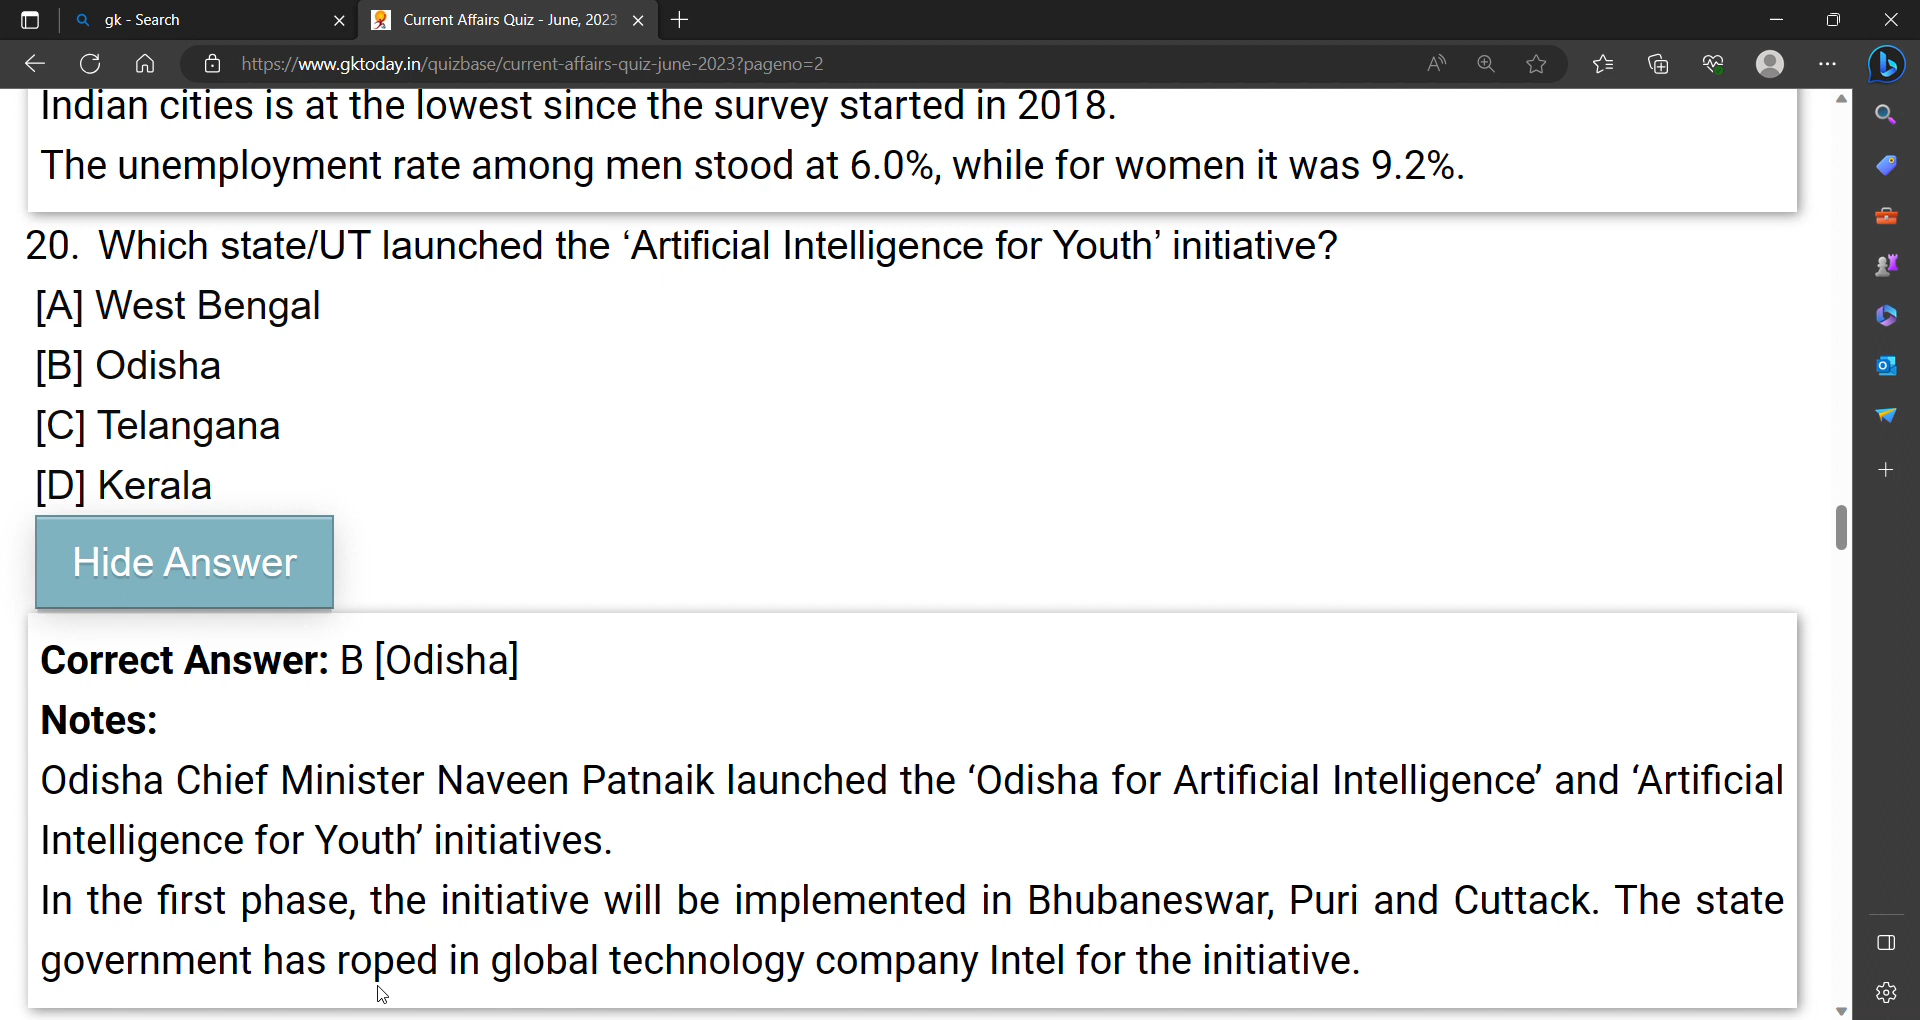 gk - Search
Current Affairs Quiz - June, 2023
https://www.gktoday.in/quizbase/current-affairs-quiz-june-2023?pageno=2
Indian cities is at the lowest since the survey started in 2018.
The unemployment rate among men stood at 6.0%, while for women it was 9.2%.
20. Which state/UT launched the ‘Artificial Intelligence for Youth’ initiative?
[A] West Bengal
[B] Odisha
[C] Telangana
[D] Kerala
Hide Answer
Correct Answer: B [Odisha]
Notes:
Odisha Chief Minister Naveen Patnaik launched the ‘Odisha for Artificial Intelligence’ and ‘Artificial
Intelligence for Youth’ initiatives.
In the first phase, the initiative will be implemented in Bhubaneswar, Puri and Cuttack. The state
government has roped in global technology company Intel for the initiative.